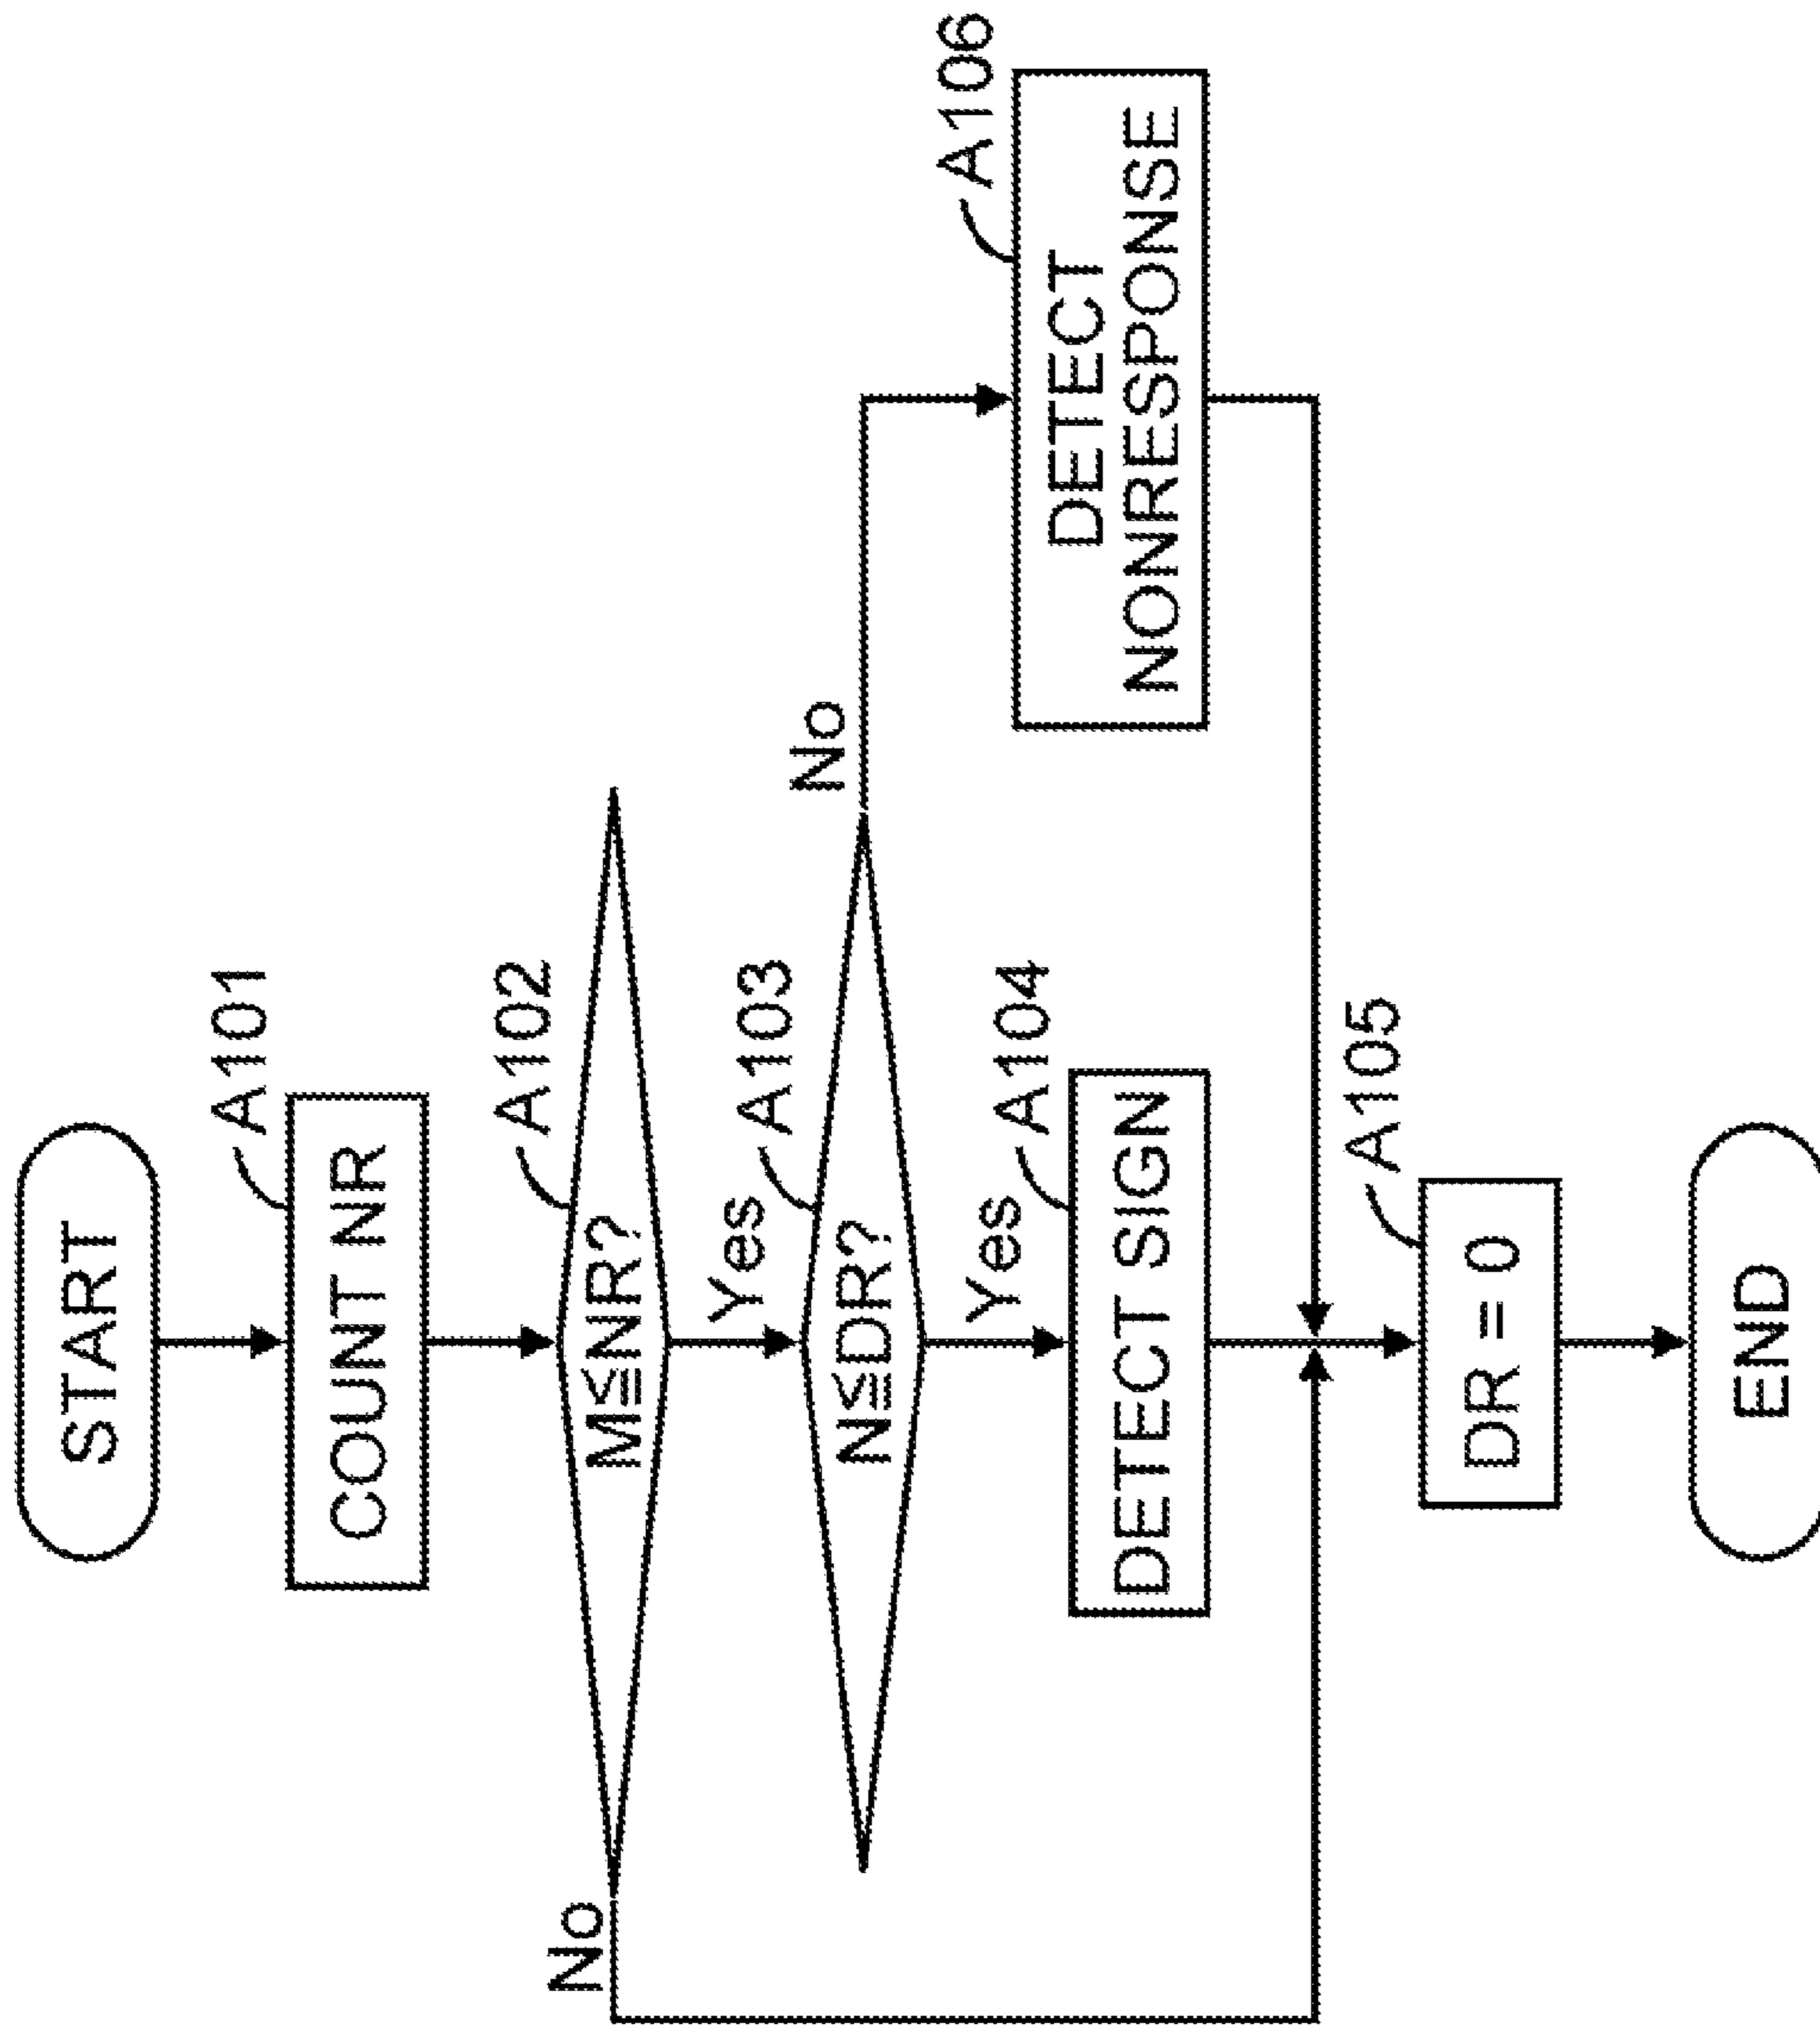 START
A101
COUNT NR
A102
M≦NR?
No
Yes
A103
N≦DR?
No
Yes
A104
DETECT SIGN
A106
DETECT
NONRESPONSE
A105
DR = 0
END